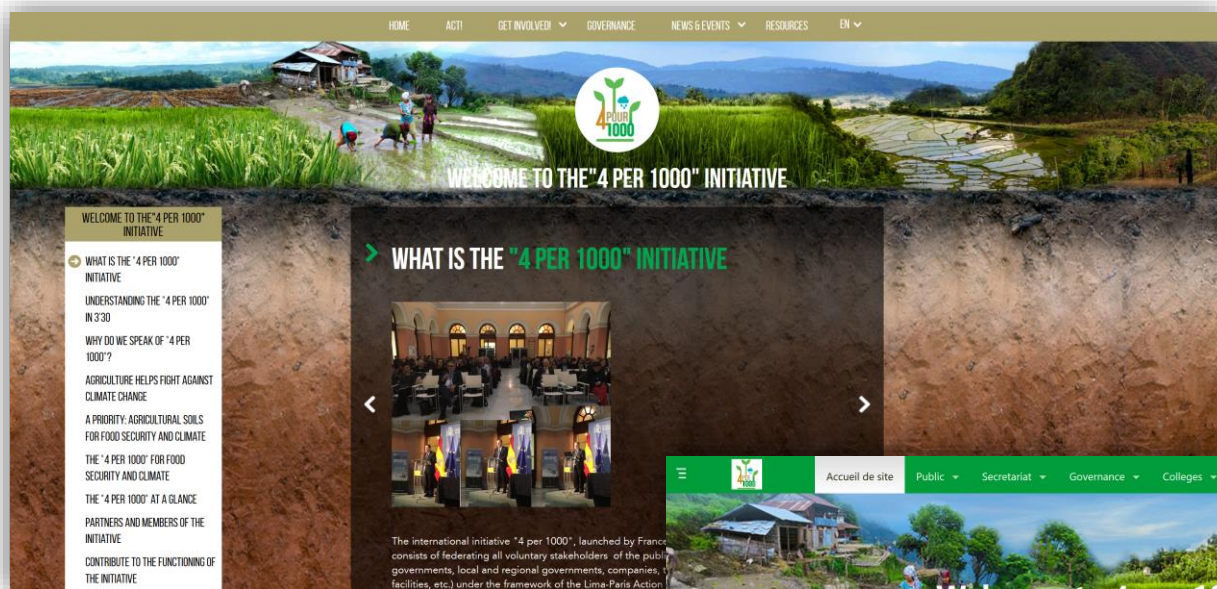 HOME ACT! GET INVOLVED! GOVERNANCE NEWS & EVENTS RESOURCES EN
4 POUR 1000
WELCOME TO THE"4 PER 1000" INITIATIVE
WELCOME TO THE"4 PER 1000"
INITIATIVE
WHAT IS THE "4 PER 1000"
INITIATIVE
UNDERSTANDING THE "4 PER 1000"
IN 3'30
WHY DO WE SPEAK OF "4 PER
1000"?
AGRICULTURE HELPS FIGHT AGAINST
CLIMATE CHANGE
A PRIORITY: AGRICULTURAL SOILS
FOR FOOD SECURITY AND CLIMATE
THE "4 PER 1000" FOR FOOD
SECURITY AND CLIMATE
THE "4 PER 1000" AT A GLANCE
PARTNERS AND MEMBERS OF THE
INITIATIVE
CONTRIBUTE TO THE FUNCTIONING OF
THE INITIATIVE
WHAT IS THE "4 PER 1000" INITIATIVE
The international initiative "4 per 1000", launched by France
consists of federating all voluntary stakeholders of the publ
governments, local and regional governments, companies, t
facilities, etc.) under the framework of the Lima-Paris Action
Accueil de site Public Secretariat Governance Colleges